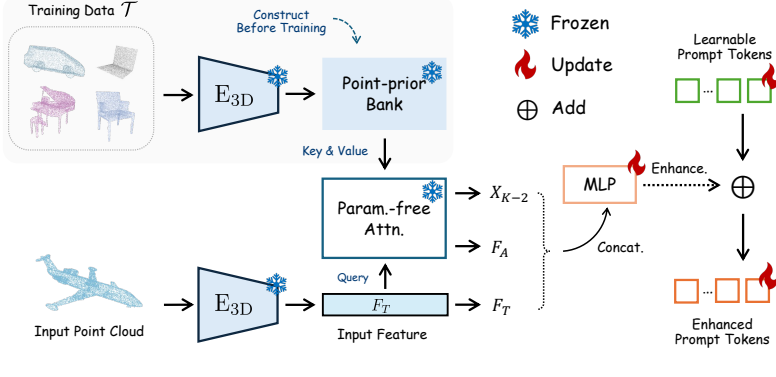 Training Data 𝒯
Construct
Before Training
E3D
Point-prior
Bank
Key & Value
Param.-free
Attn.
Query
Input Point Cloud
E3D
F_T
Input Feature
X_{K-2}
F_A
F_T
Concat.
MLP
Enhance.
Frozen
Update
Add
Learnable
Prompt Tokens
...
...
Enhanced
Prompt Tokens